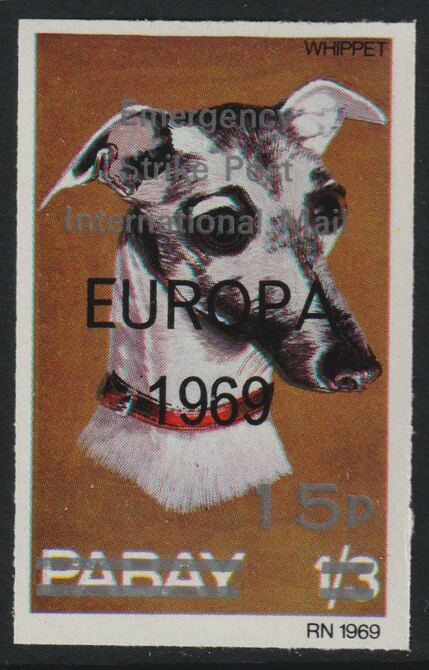 WHIPPET
Emergency
Strike Post
International Mail
EUROPA
1969
15p
PABAY 1/3
RN 1969